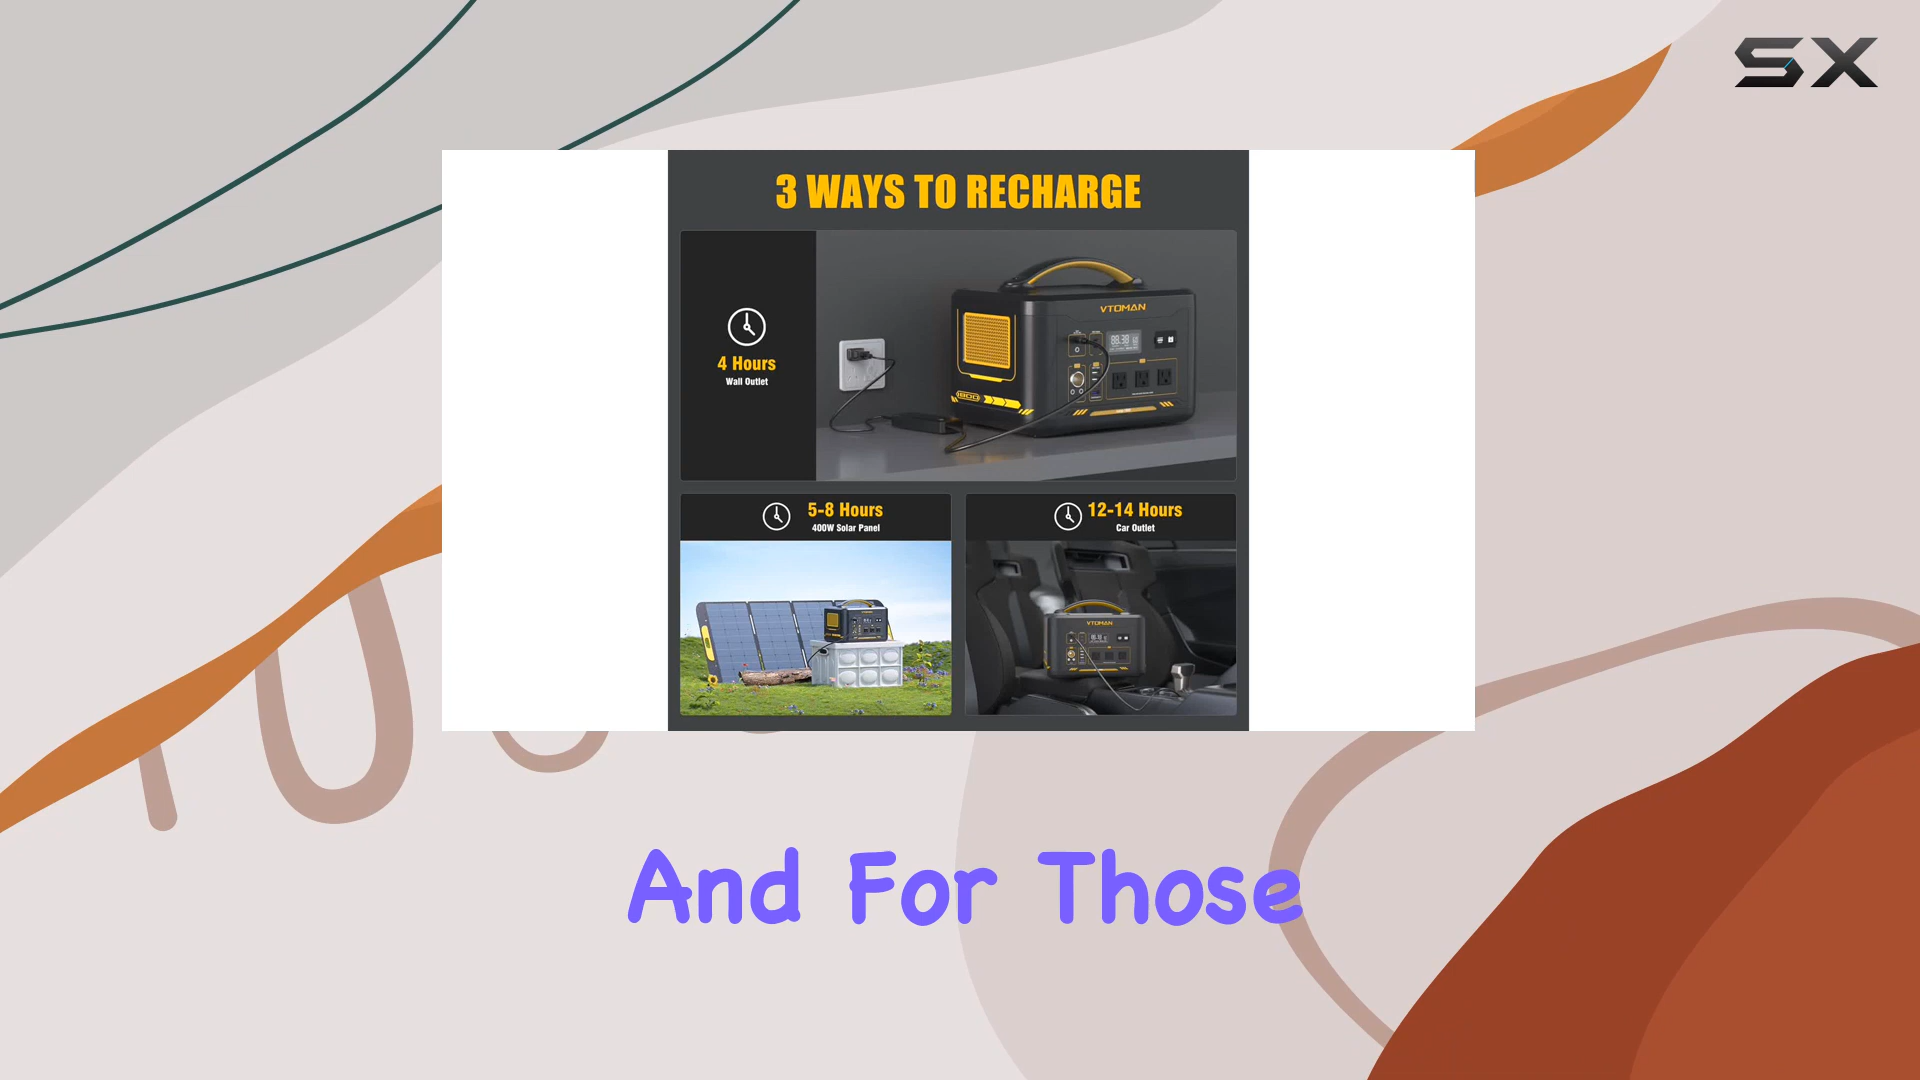 SX
3 WAYS TO RECHARGE
VTOMAN
4 Hours
Wall Outlet
1800
5-8 Hours
400W Solar Panel
12-14 Hours
Car Outlet
VTOMAN
And For Those